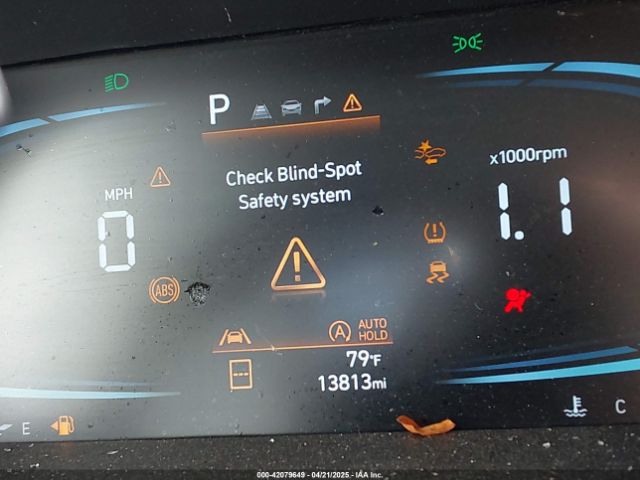 P
Check Blind-Spot
Safety system
MPH
0
x1000rpm
1.1
ABS
A AUTO
HOLD
79°F
13813mi
E
C
000-42079649 - 04/21/2025 - IAA Inc.